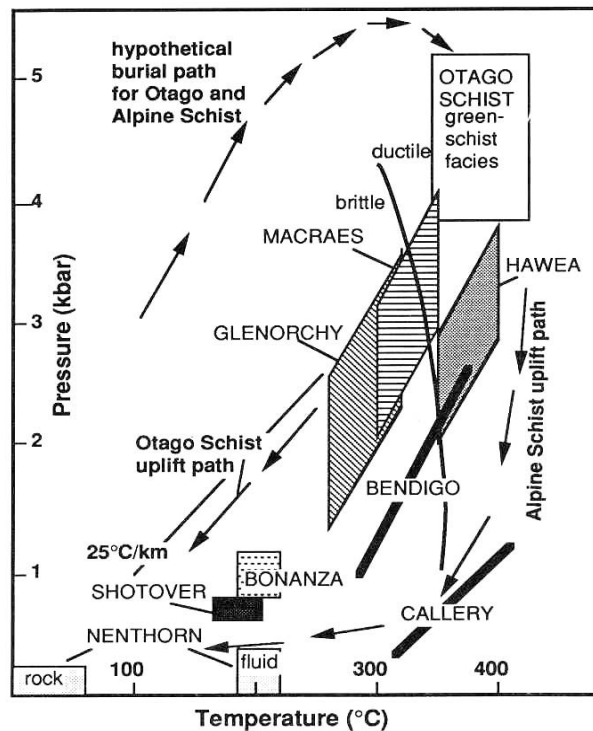 hypothetical
burial path
for Otago and
Alpine Schist
OTAGO
SCHIST
green-
schist
facies
ductile
brittle
MACRAES
HAWEA
GLENORCHY
Otago Schist
uplift path
Alpine Schist uplift path
BENDIGO
25°C/km
BONANZA
SHOTOVER
CALLERY
NENTHORN
rock
fluid
5
4
3
2
1
Pressure (kbar)
100
300
400
Temperature (°C)